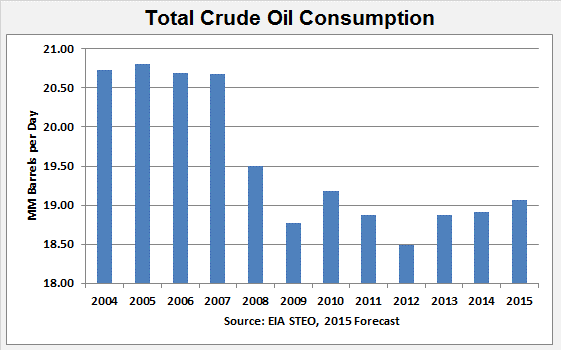 Total Crude Oil Consumption
21.00
20.50
20.00
19.50
19.00
18.50
18.00
MM Barrels per Day
2004 2005 2006 2007 2008 2009 2010 2011 2012 2013 2014 2015
Source: EIA STEO, 2015 Forecast